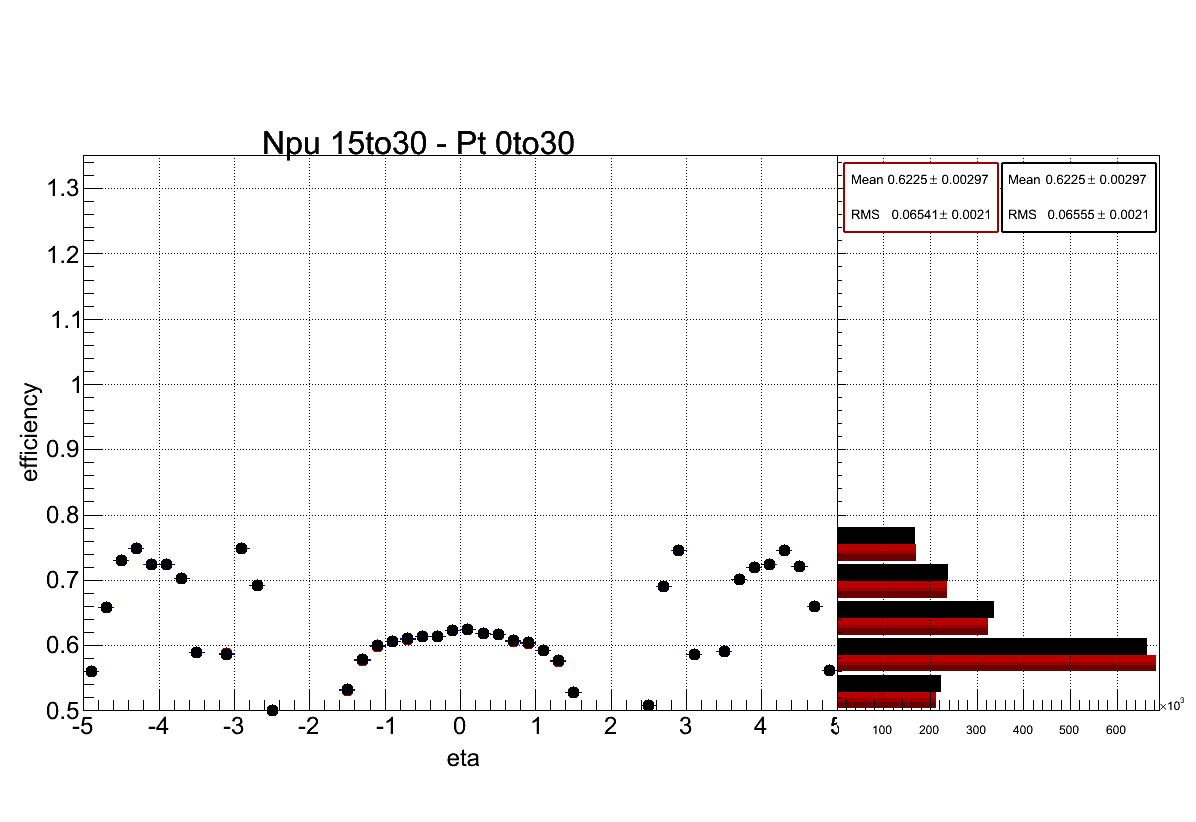 Npu 15to30 - Pt 0to30
Mean 0.6225 ± 0.00297
RMS 0.06541 ± 0.0021
Mean 0.6225 ± 0.00297
RMS 0.06555 ± 0.0021
efficiency
1.3
1.2
1.1
1
0.9
0.8
0.7
0.6
0.5
-5 -4 -3 -2 -1 0 1 2 3 4
100 200 300 400 500 600
×10³
eta